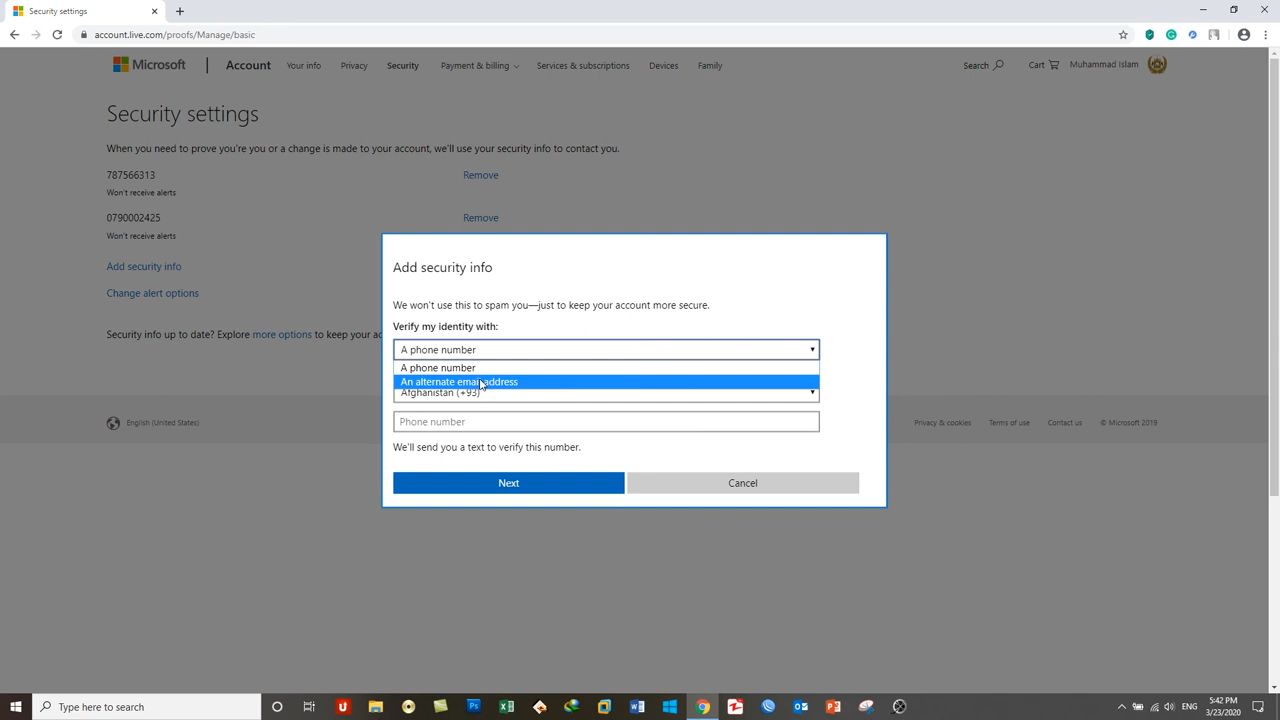 Security settings
account.live.com/proofs/Manage/basic
Microsoft
Account
Your info
Privacy
Security
Payment & billing
Services & subscriptions
Devices
Family
Search
Cart
Muhammad Islam
Security settings
When you need to prove you're you or a change is made to your account, we'll use your security info to contact you.
787566313
Remove
Won't receive alerts
0790002425
Remove
Won't receive alerts
Add security info
Change alert options
Security info up to date? Explore more options to keep your ac
Add security info
We won't use this to spam you—just to keep your account more secure.
Verify my identity with:
A phone number
A phone number
An alternate email address
Afghanistan (+93)
Phone number
We'll send you a text to verify this number.
Next
Cancel
English (United States)
Privacy & cookies
Terms of use
Contact us
© Microsoft 2019
Type here to search
ENG
5:42 PM
3/23/2020